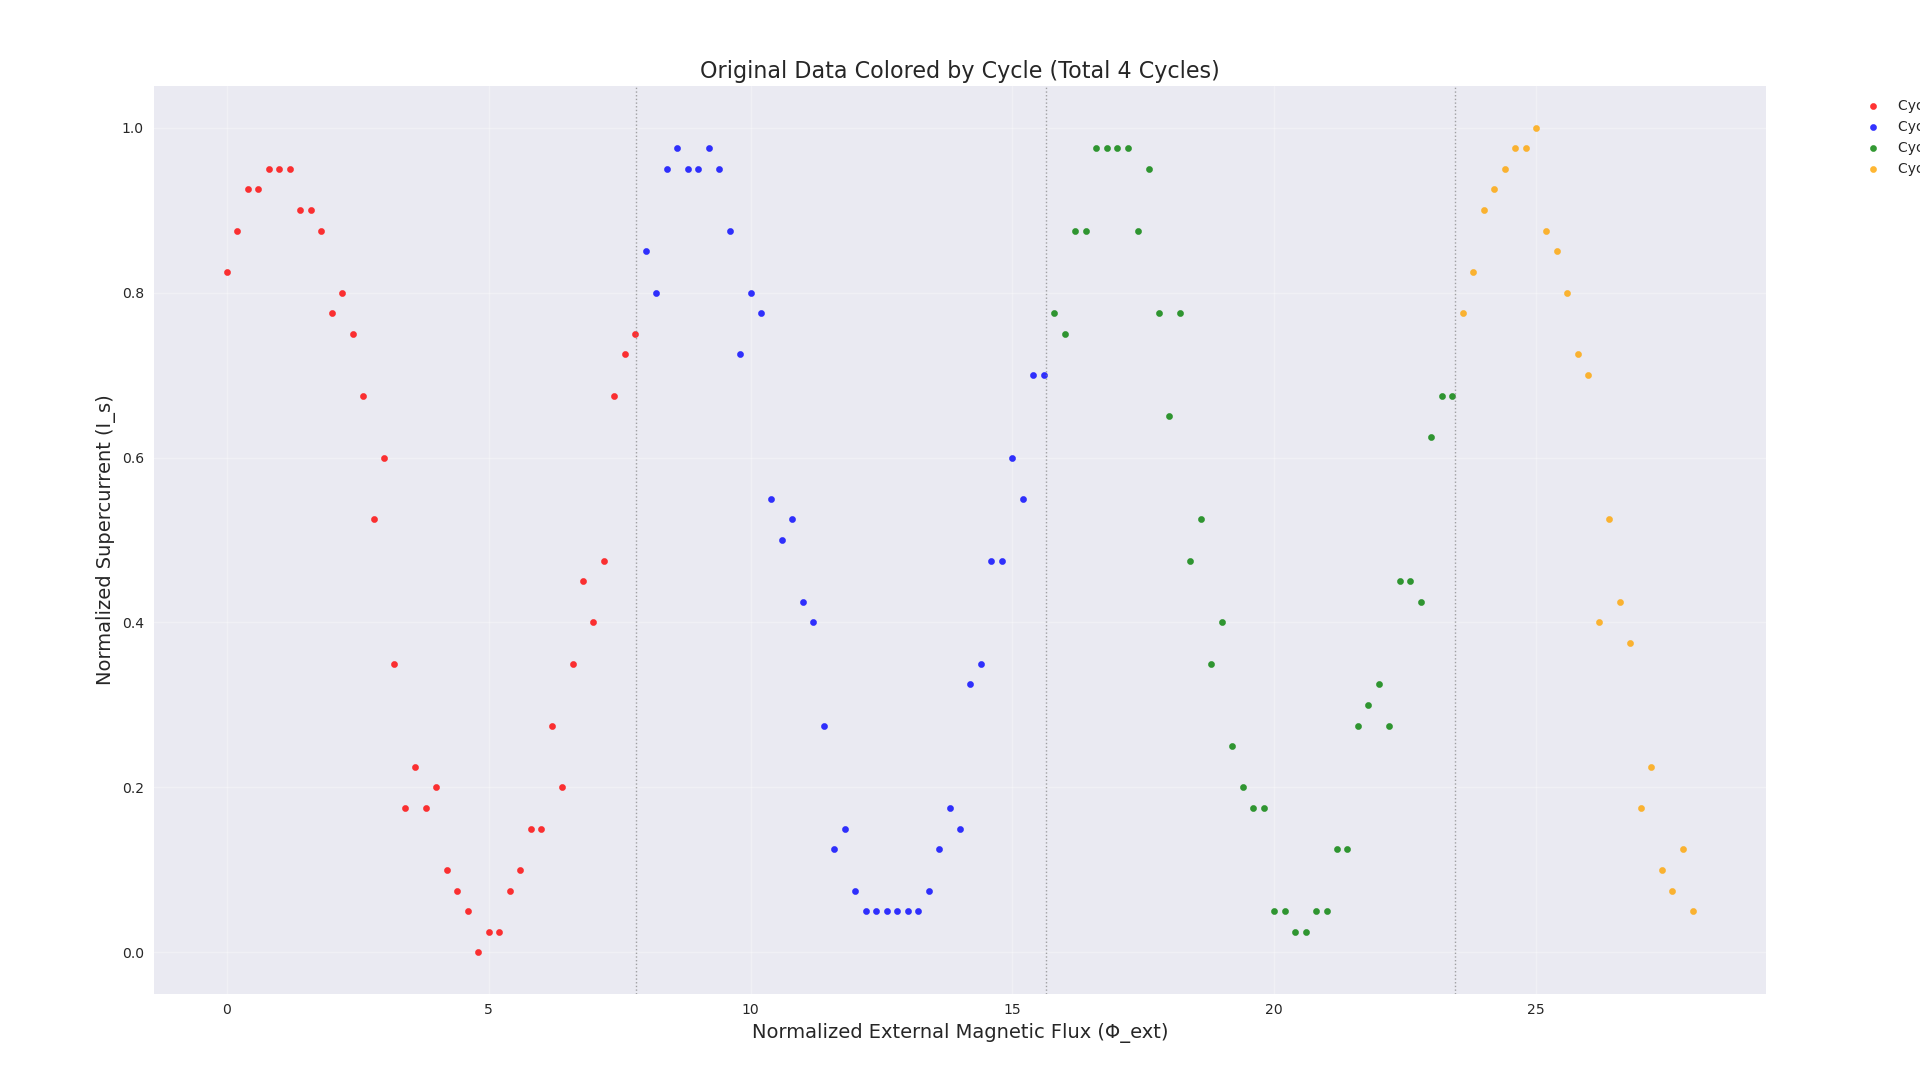 Original Data Colored by Cycle (Total 4 Cycles)
1.0
0.8
0.6
0.4
0.2
0.0
Normalized Supercurrent (I_s)
0 5 10 15 20 25
Normalized External Magnetic Flux (Φ_ext)
Cyc
Cyc
Cyc
Cyc